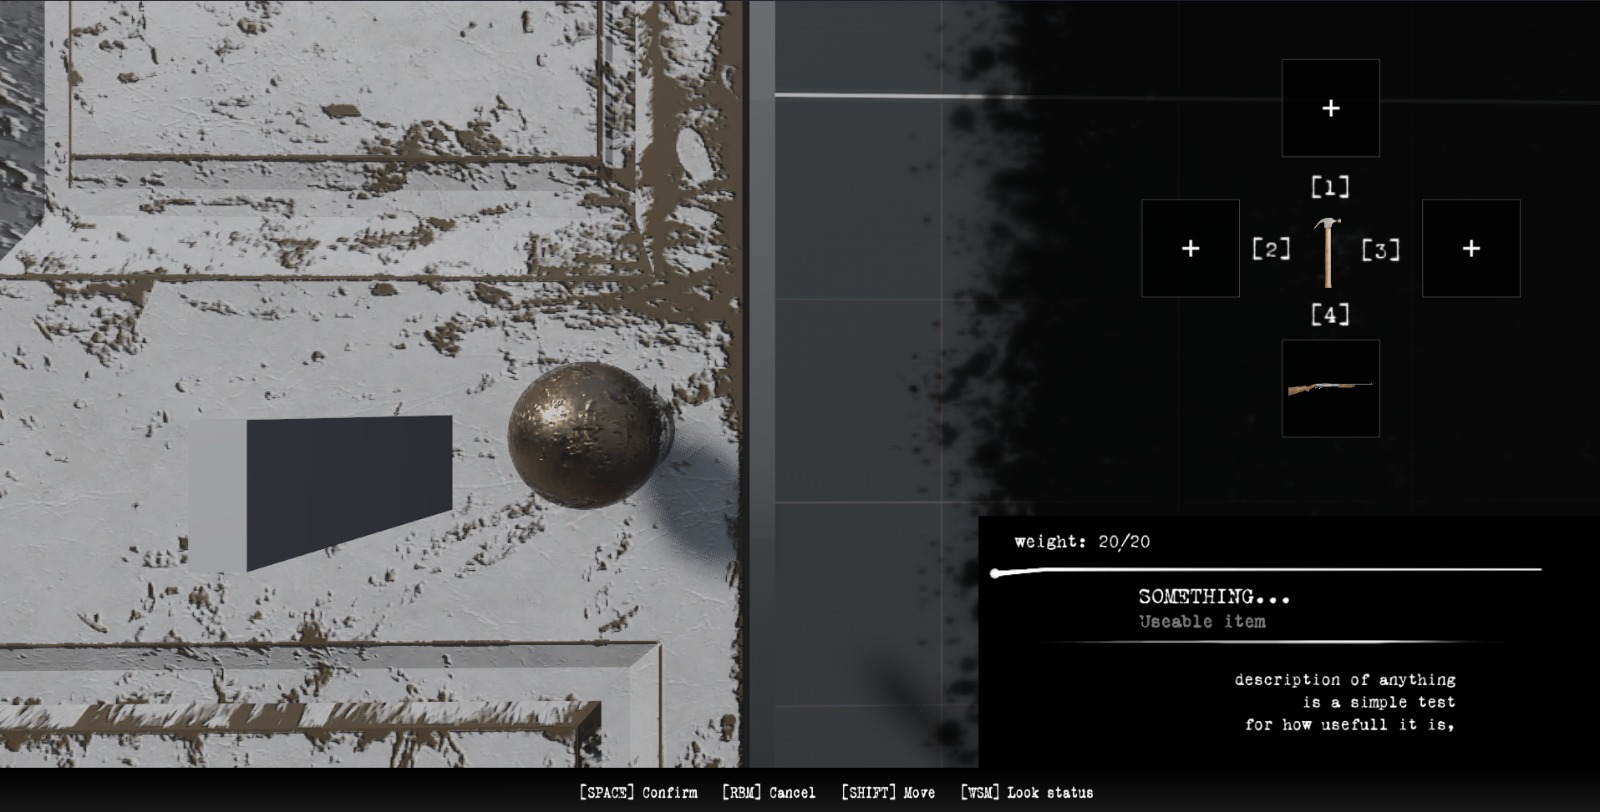 [1]
[2]
[3]
[4]
weight: 20/20
SOMETHING...
Useable item
description of anything
is a simple test
for how usefull it is,
[SPACE] Confirm [RBM] Cancel [SHIFT] Move [WSM] Look status